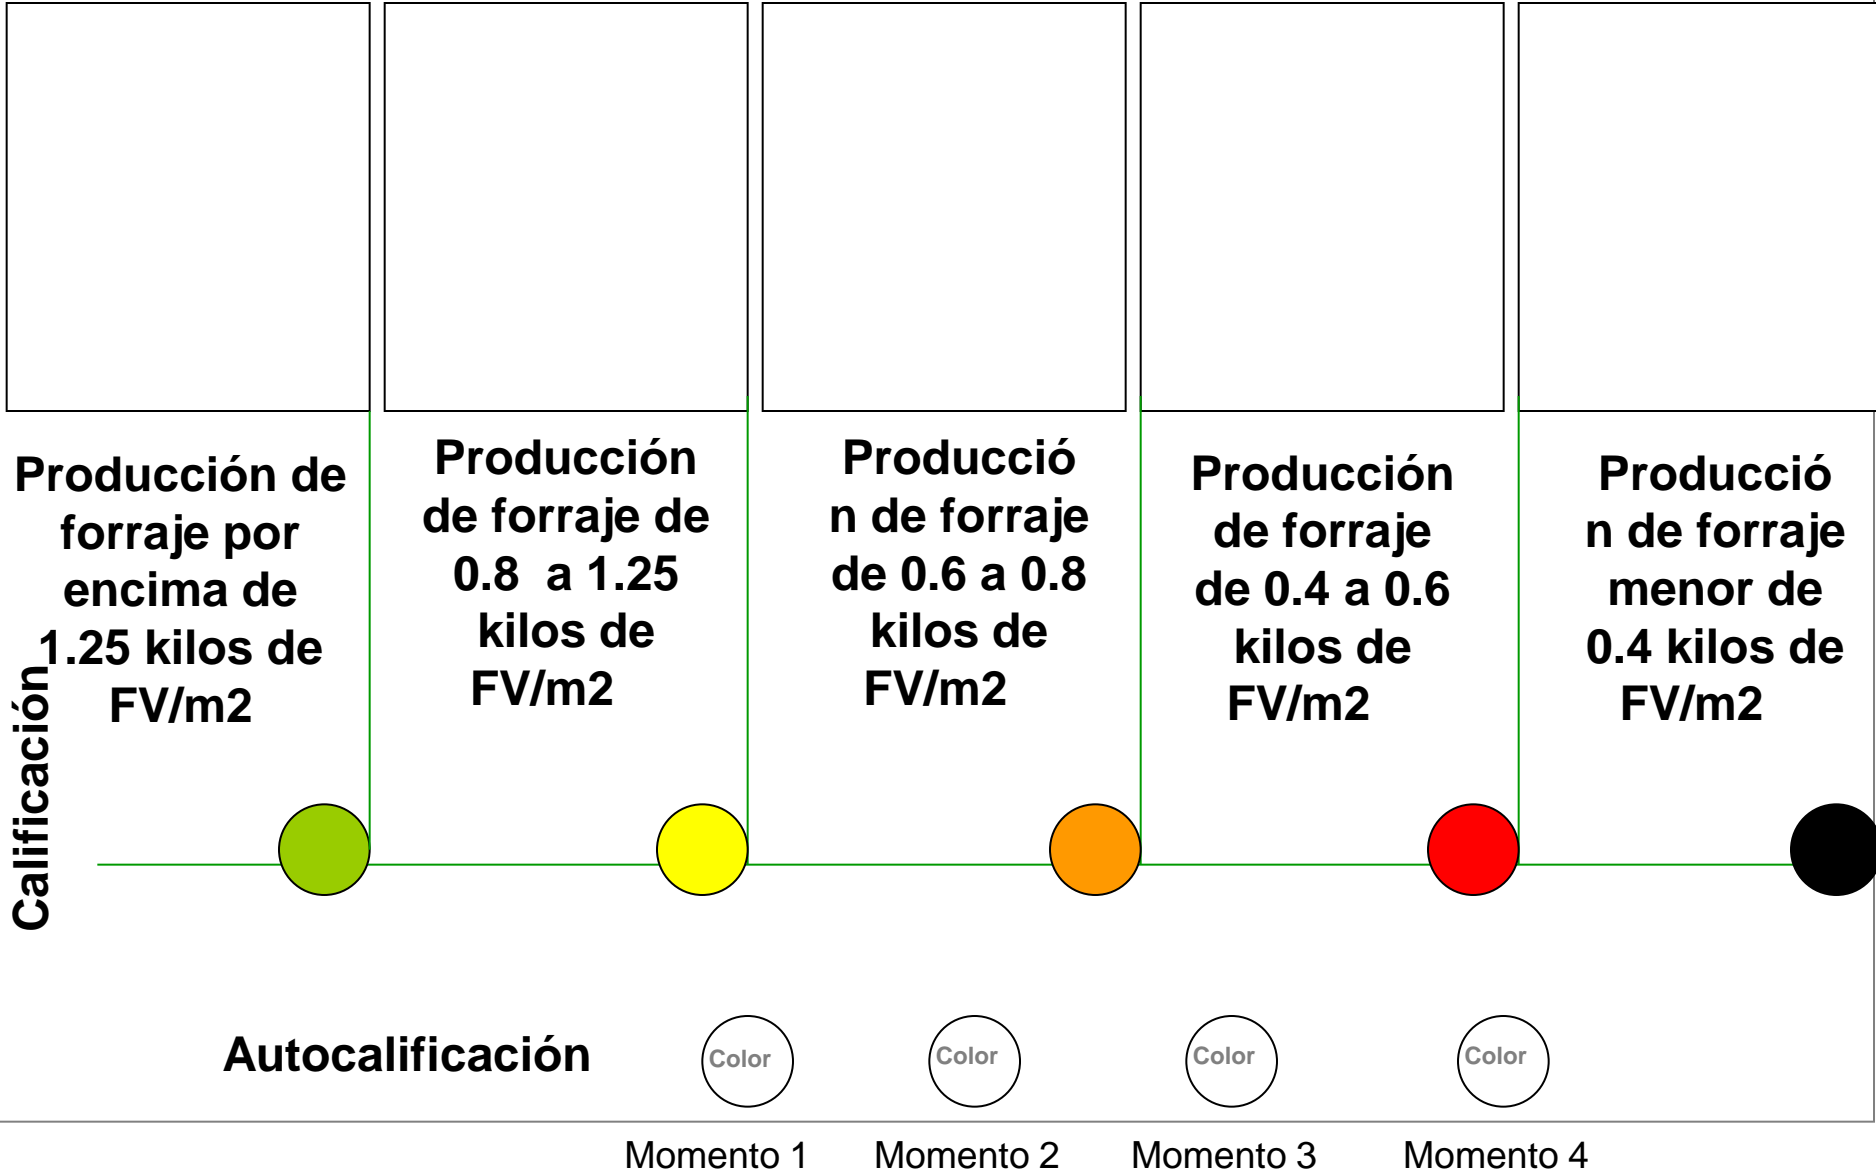 Producción de
forraje por
encima de
1.25 kilos de
FV/m2
Producción
de forraje de
0.8  a 1.25
kilos de
FV/m2
Producció
n de forraje
de 0.6 a 0.8
kilos de
FV/m2
Producción
de forraje
de 0.4 a 0.6
kilos de
FV/m2
Producció
n de forraje
menor de
0.4 kilos de
FV/m2
Calificación
Autocalificación
Color
Color
Color
Color
Momento 1
Momento 2
Momento 3
Momento 4